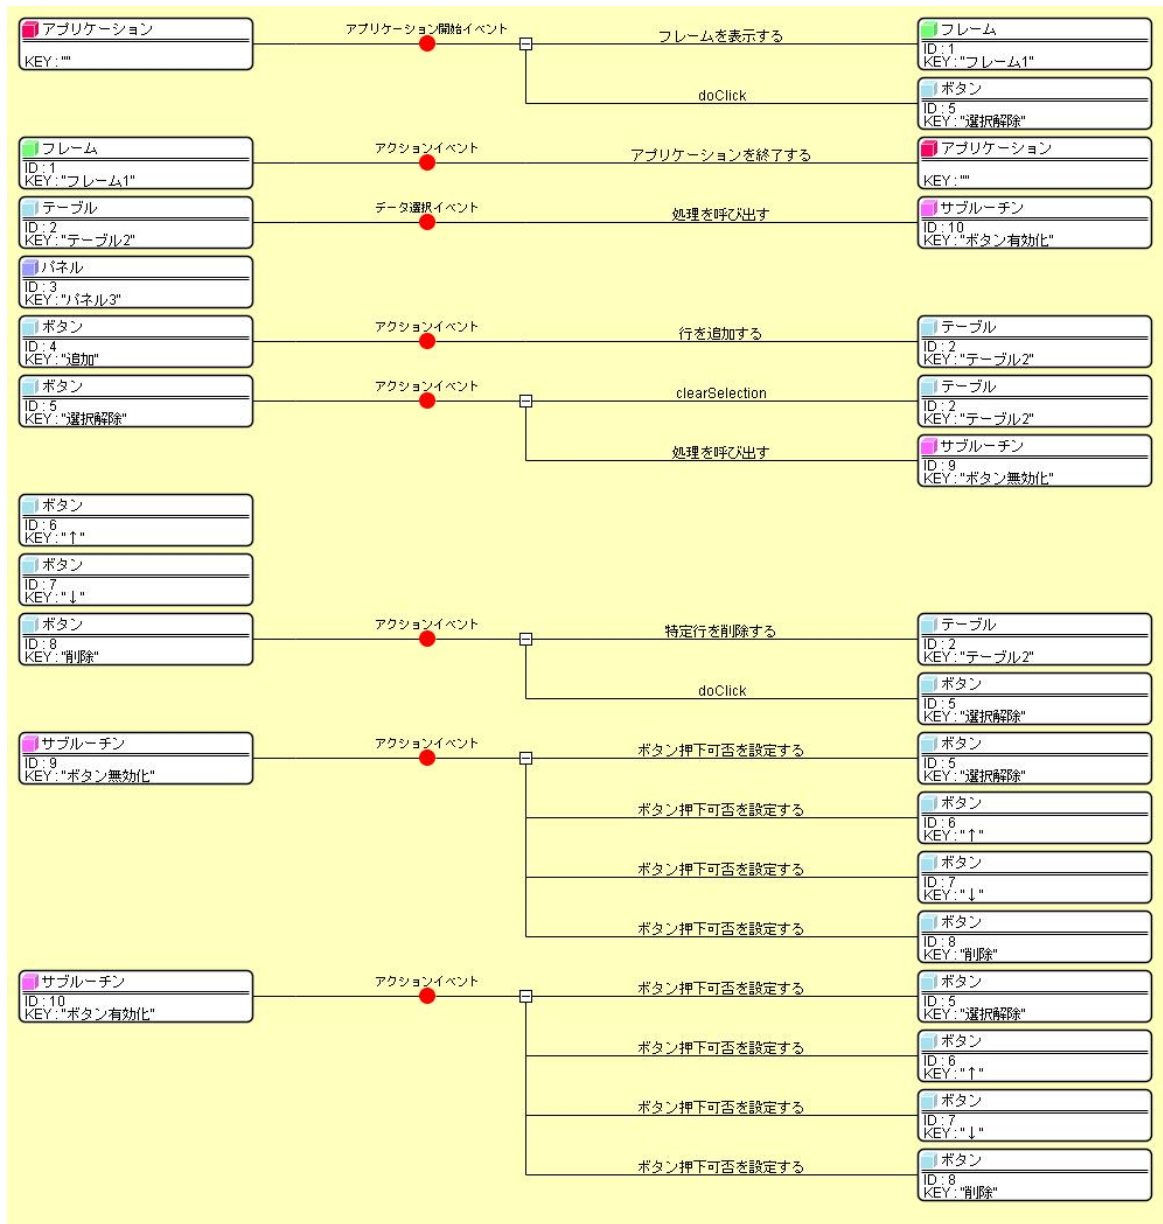 アプリケーション
KEY : ""
アプリケーション開始イベント
フレームを表示する
フレーム
ID : 1
KEY : "フレーム1"
doClick
ボタン
ID : 5
KEY : "選択解除"
フレーム
ID : 1
KEY : "フレーム1"
アクションイベント
アプリケーションを終了する
アプリケーション
KEY : ""
テーブル
ID : 2
KEY : "テーブル2"
データ選択イベント
処理を呼び出す
サブルーチン
ID : 10
KEY : "ボタン有効化"
パネル
ID : 3
KEY : "パネル3"
ボタン
ID : 4
KEY : "追加"
アクションイベント
行を追加する
テーブル
ID : 2
KEY : "テーブル2"
ボタン
ID : 5
KEY : "選択解除"
アクションイベント
clearSelection
テーブル
ID : 2
KEY : "テーブル2"
処理を呼び出す
サブルーチン
ID : 9
KEY : "ボタン無効化"
ボタン
ID : 6
KEY : "↑"
ボタン
ID : 7
KEY : "↓"
ボタン
ID : 8
KEY : "削除"
アクションイベント
特定行を削除する
テーブル
ID : 2
KEY : "テーブル2"
doClick
ボタン
ID : 5
KEY : "選択解除"
サブルーチン
ID : 9
KEY : "ボタン無効化"
アクションイベント
ボタン押下可否を設定する
ボタン
ID : 5
KEY : "選択解除"
ボタン押下可否を設定する
ボタン
ID : 6
KEY : "↑"
ボタン押下可否を設定する
ボタン
ID : 7
KEY : "↓"
ボタン押下可否を設定する
ボタン
ID : 8
KEY : "削除"
サブルーチン
ID : 10
KEY : "ボタン有効化"
アクションイベント
ボタン押下可否を設定する
ボタン
ID : 5
KEY : "選択解除"
ボタン押下可否を設定する
ボタン
ID : 6
KEY : "↑"
ボタン押下可否を設定する
ボタン
ID : 7
KEY : "↓"
ボタン押下可否を設定する
ボタン
ID : 8
KEY : "削除"